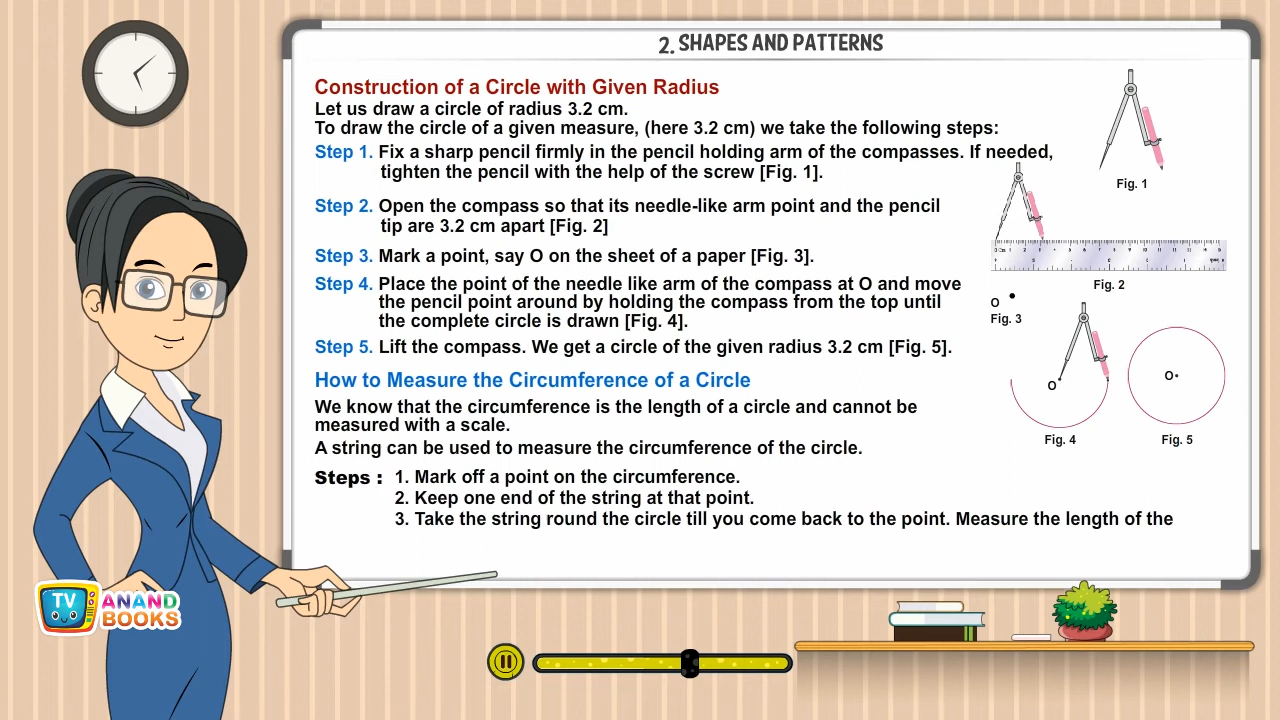 2. SHAPES AND PATTERNS
Construction of a Circle with Given Radius
Let us draw a circle of radius 3.2 cm.
To draw the circle of a given measure, (here 3.2 cm) we take the following steps:
Step 1. Fix a sharp pencil firmly in the pencil holding arm of the compasses. If needed,
tighten the pencil with the help of the screw [Fig. 1].
Step 2. Open the compass so that its needle-like arm point and the pencil
tip are 3.2 cm apart [Fig. 2]
Step 3. Mark a point, say O on the sheet of a paper [Fig. 3].
Step 4. Place the point of the needle like arm of the compass at O and move
the pencil point around by holding the compass from the top until
the complete circle is drawn [Fig. 4].
Step 5. Lift the compass. We get a circle of the given radius 3.2 cm [Fig. 5].
How to Measure the Circumference of a Circle
We know that the circumference is the length of a circle and cannot be
measured with a scale.
A string can be used to measure the circumference of the circle.
Steps : 1. Mark off a point on the circumference.
2. Keep one end of the string at that point.
3. Take the string round the circle till you come back to the point. Measure the length of the
Fig. 1
Fig. 2
O
Fig. 3
O
Fig. 4
O
Fig. 5
TV
ANAND
BOOKS